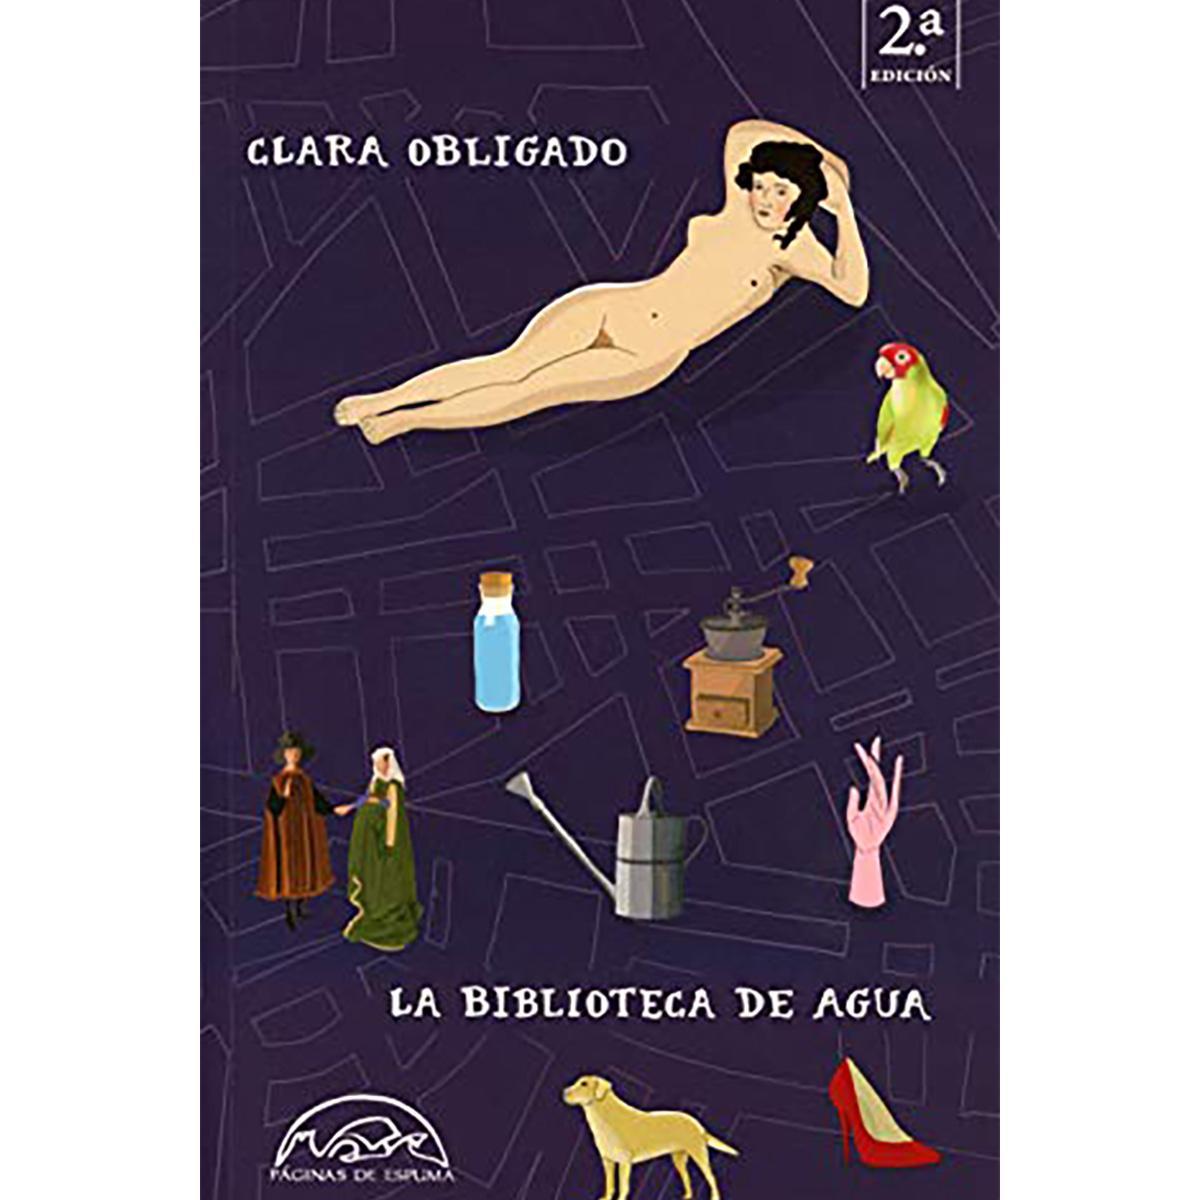 2.ª
EDICIÓN
CLARA OBLIGADO
LA BIBLIOTECA DE AGUA
PÁGINAS DE ESPUMA